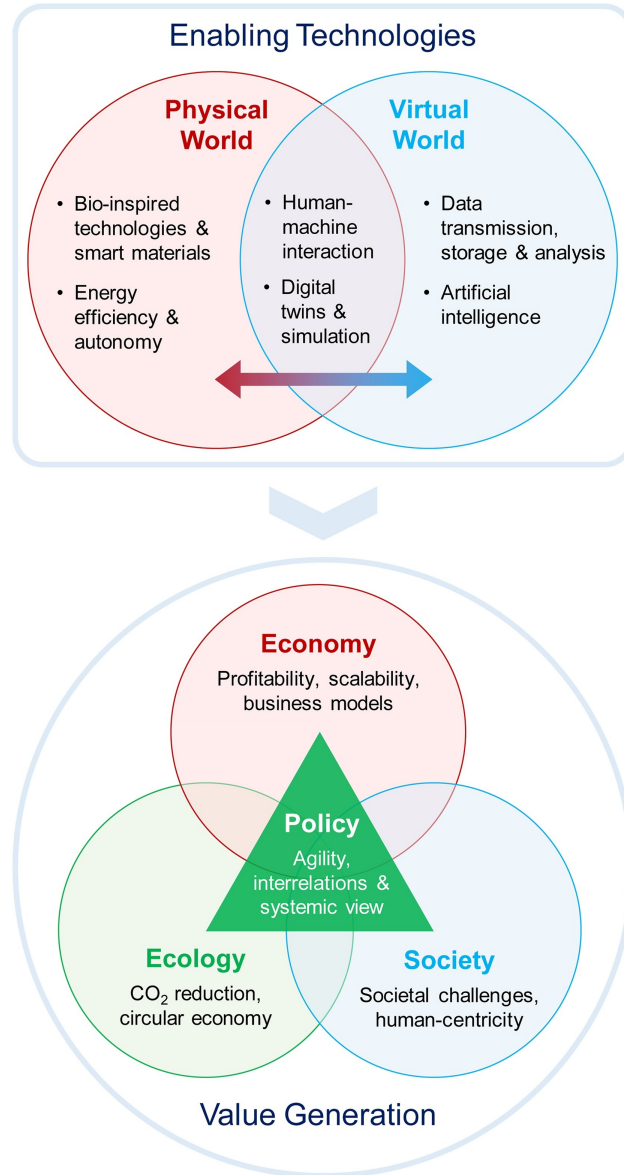 Enabling Technologies
Physical
World
Virtual
World
• Bio-inspired
technologies &
smart materials
• Energy
efficiency &
autonomy
• Human-
machine
interaction
• Digital
twins &
simulation
• Data
transmission,
storage & analysis
• Artificial
intelligence
Economy
Profitability, scalability,
business models
Policy
Agility,
interrelations &
systemic view
Ecology
CO₂ reduction,
circular economy
Society
Societal challenges,
human-centricity
Value Generation